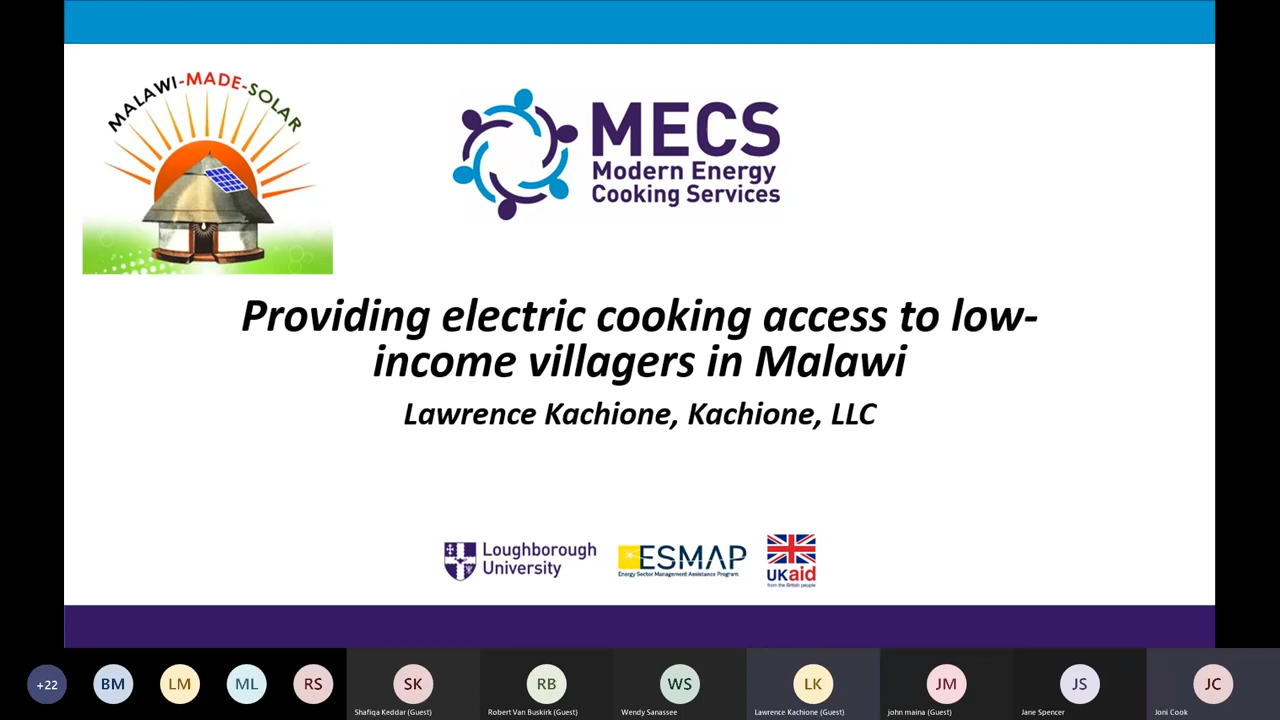 MALAWI-MADE-SOLAR
MECS
Modern Energy
Cooking Services
Providing electric cooking access to low-
income villagers in Malawi
Lawrence Kachione, Kachione, LLC
Loughborough
University
ESMAP
Energy Sector Management Assistance Program
UKaid
from the British people
+22
BM
LM
ML
RS
SK
RB
WS
LK
JM
JS
JC
Shafiqa Keddar (Guest)
Robert Van Buskirk (Guest)
Wendy Sanassee
Lawrence Kachione (Guest)
john maina (Guest)
Jane Spencer
Joni Cook